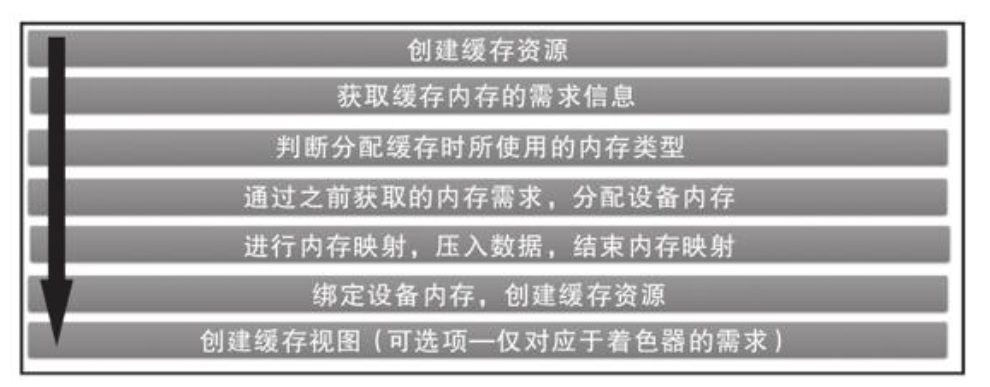 创建缓存资源
获取缓存内存的需求信息
判断分配缓存时所使用的内存类型
通过之前获取的内存需求，分配设备内存
进行内存映射，压入数据，结束内存映射
绑定设备内存，创建缓存资源
创建缓存视图（可选项—仅对应于着色器的需求）